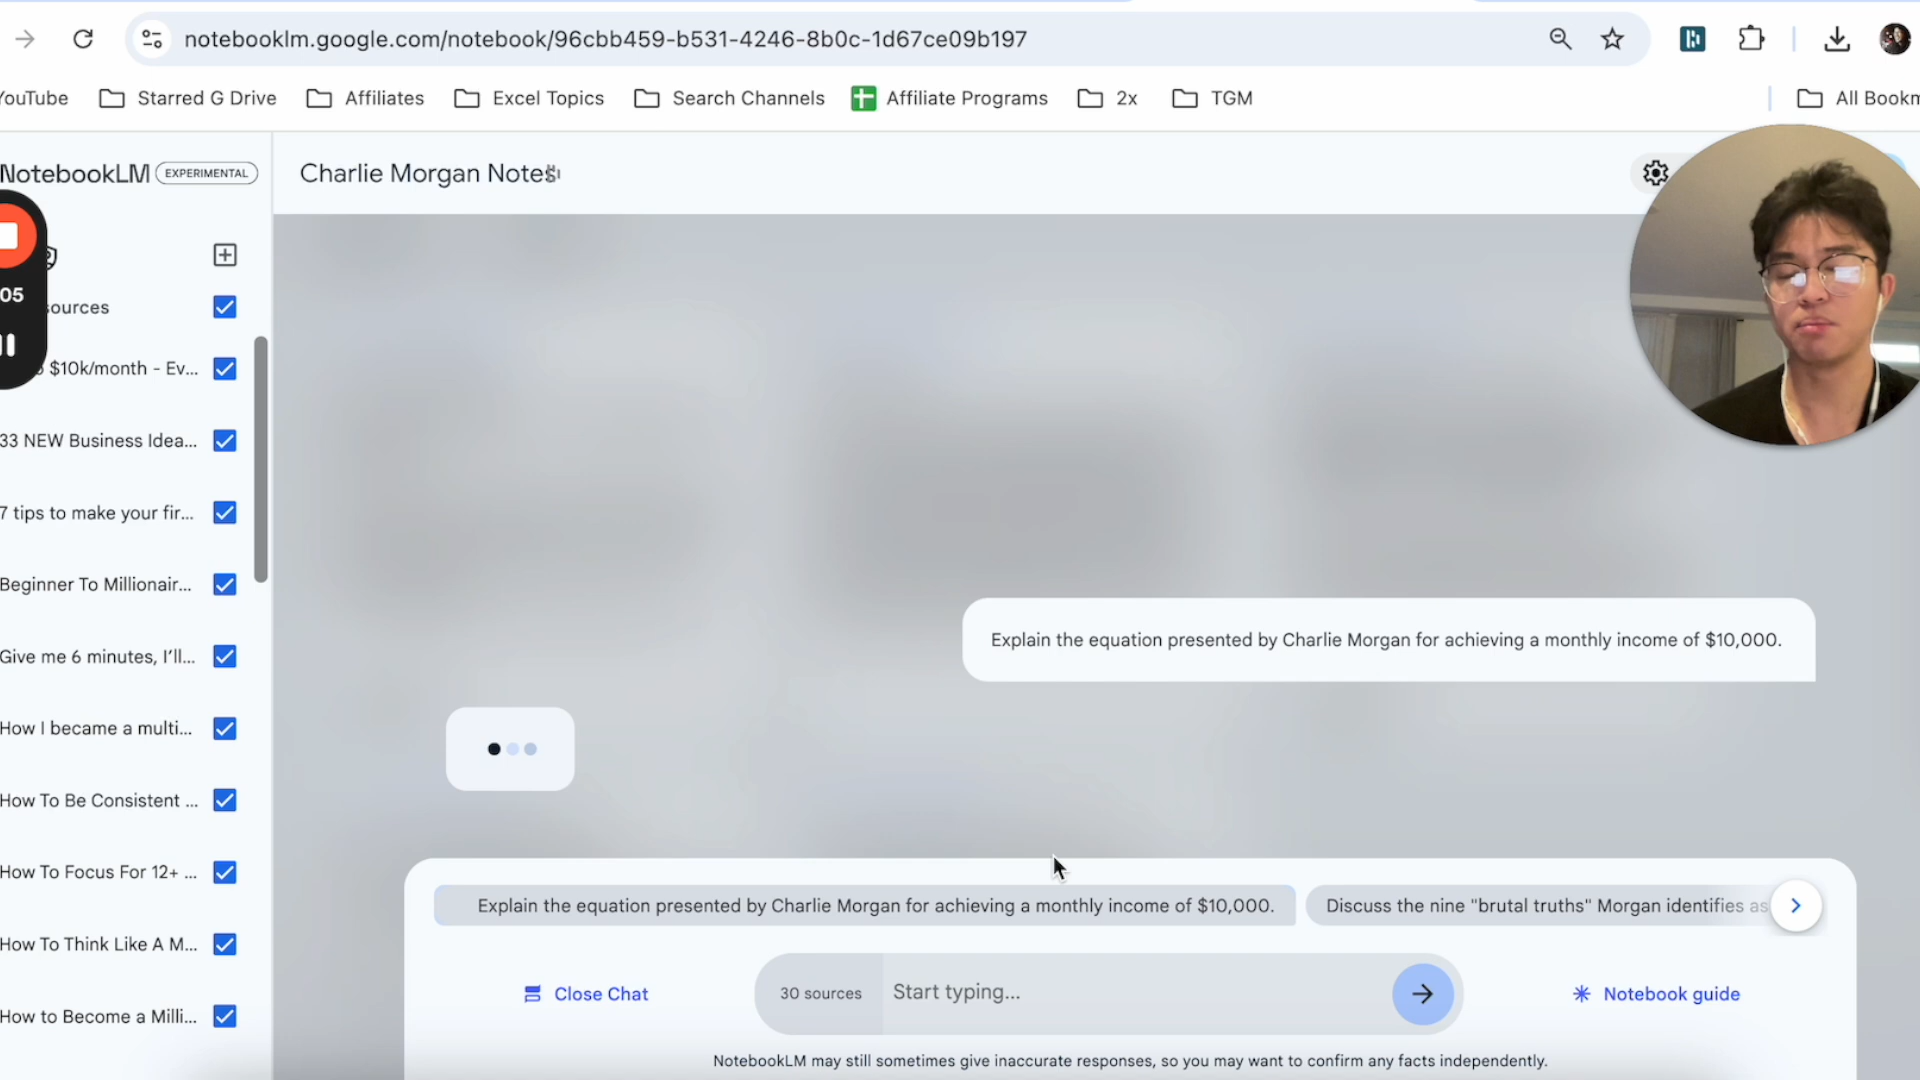 notebooklm.google.com/notebook/96cbb459-b531-4246-8b0c-1d67ce09b197
YouTube Starred G Drive Affiliates Excel Topics Search Channels Affiliate Programs 2x TGM All Bookm
NotebookLM EXPERIMENTAL
Charlie Morgan Notes
05
ources
$10k/month - Ev...
33 NEW Business Idea...
7 tips to make your fir...
Beginner To Millionair...
Give me 6 minutes, I'll...
How I became a multi...
How To Be Consistent ...
How To Focus For 12+ ...
How To Think Like A M...
How to Become a Milli...
Explain the equation presented by Charlie Morgan for achieving a monthly income of $10,000.
Explain the equation presented by Charlie Morgan for achieving a monthly income of $10,000.
Discuss the nine "brutal truths" Morgan identifies as
Close Chat
30 sources
Start typing...
Notebook guide
NotebookLM may still sometimes give inaccurate responses, so you may want to confirm any facts independently.